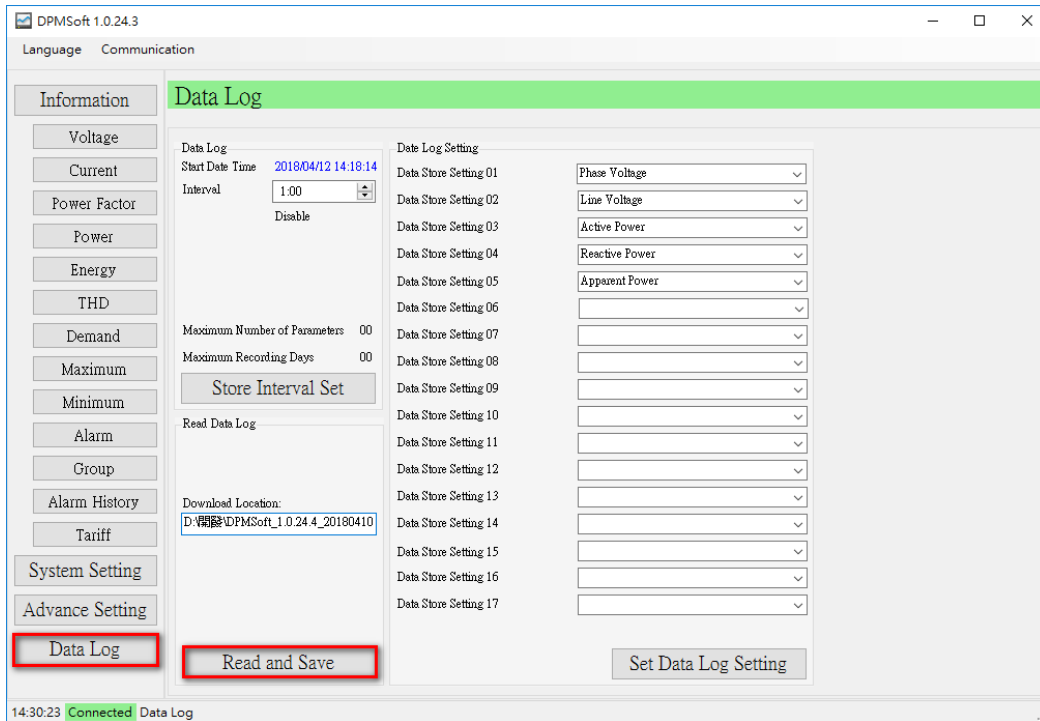 DPMSoft 1.0.24.3
Language Communication
Information
Voltage
Current
Power Factor
Power
Energy
THD
Demand
Maximum
Minimum
Alarm
Group
Alarm History
Tariff
System Setting
Advance Setting
Data Log
Data Log
Data Log
Start Date Time 2018/04/12 14:18:14
Interval 1:00
Disable
Maximum Number of Parameters 00
Maximum Recording Days 00
Store Interval Set
Read Data Log
Download Location:
D:\開發\DPMSoft_1.0.24.4_20180410
Read and Save
Date Log Setting
Data Store Setting 01 Phase Voltage
Data Store Setting 02 Line Voltage
Data Store Setting 03 Active Power
Data Store Setting 04 Reactive Power
Data Store Setting 05 Apparent Power
Data Store Setting 06
Data Store Setting 07
Data Store Setting 08
Data Store Setting 09
Data Store Setting 10
Data Store Setting 11
Data Store Setting 12
Data Store Setting 13
Data Store Setting 14
Data Store Setting 15
Data Store Setting 16
Data Store Setting 17
Set Data Log Setting
14:30:23 Connected Data Log